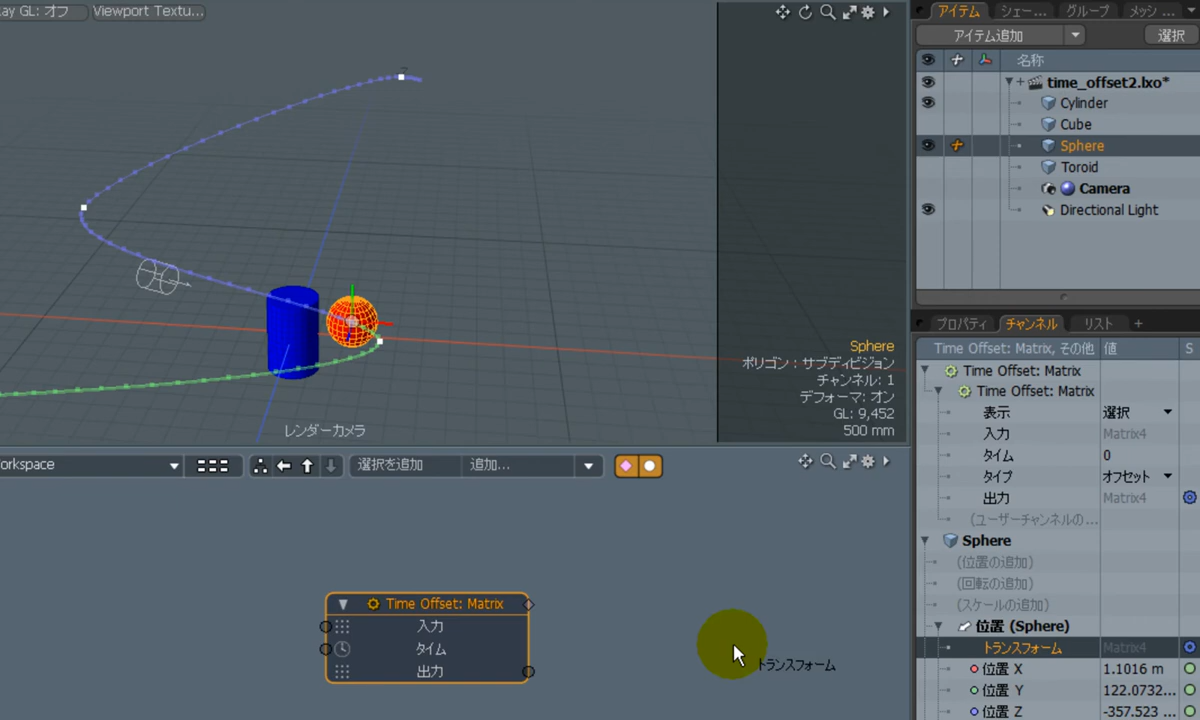 ay GL: オフ
Viewport Textu...
レンダーカメラ
Sphere
ポリゴン : サブディビジョン
チャンネル: 1
デフォーマ: オン
GL: 9,452
500 mm
アイテム
シェー...
グループ
メッシ ...
アイテム追加
選択
名称
time_offset2.lxo*
Cylinder
Cube
Sphere
Toroid
Camera
Directional Light
プロパティ
チャンネル
リスト
+
Time Offset: Matrix, その他
値
S
Time Offset: Matrix
Time Offset: Matrix
表示
選択
入力
Matrix4
タイム
0
タイプ
オフセット
出力
Matrix4
(ユーザーチャンネルの...
Sphere
(位置の追加)
(回転の追加)
(スケールの追加)
位置 (Sphere)
トランスフォーム
Matrix4
位置 X
1.1016 m
位置 Y
122.0732...
位置 Z
-357.523 ...
orkspace
選択を追加
追加...
Time Offset: Matrix
入力
タイム
出力
トランスフォーム